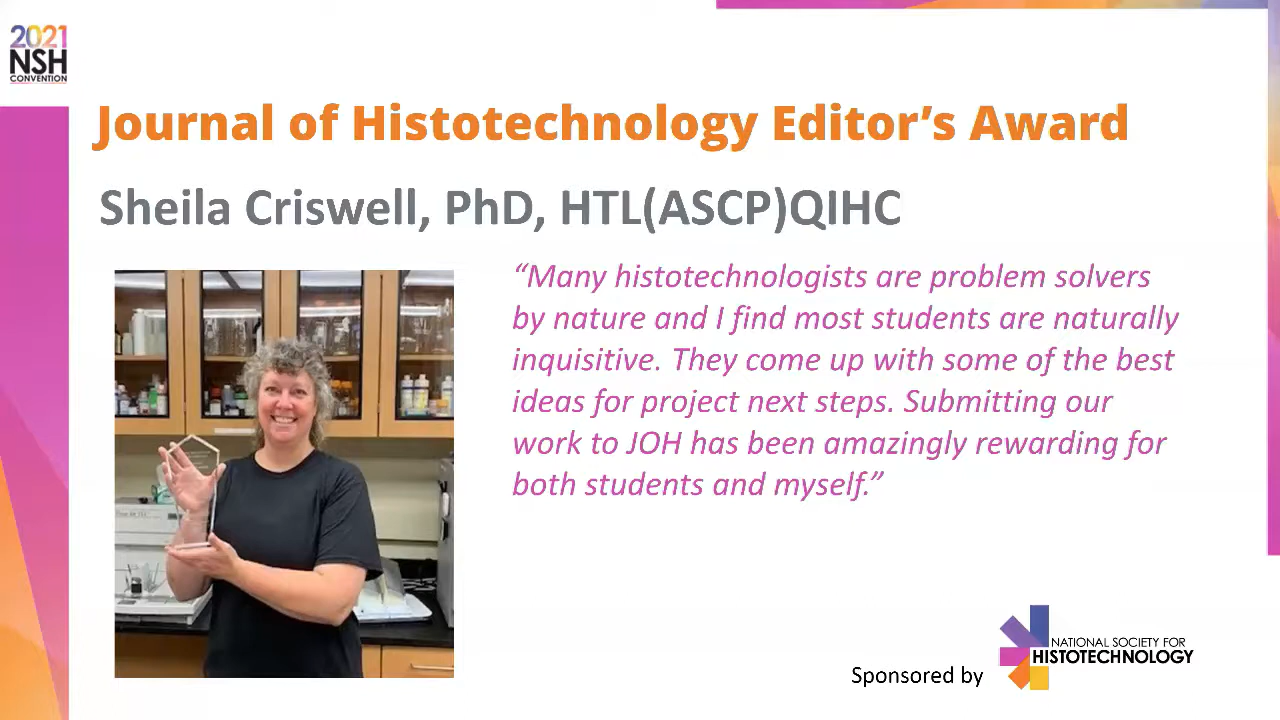 2021
NSH
CONVENTION
Journal of Histotechnology Editor’s Award
Sheila Criswell, PhD, HTL(ASCP)QIHC
“Many histotechnologists are problem solvers
by nature and I find most students are naturally
inquisitive. They come up with some of the best
ideas for project next steps. Submitting our
work to JOH has been amazingly rewarding for
both students and myself.”
Sponsored by
NATIONAL SOCIETY FOR
HISTOTECHNOLOGY